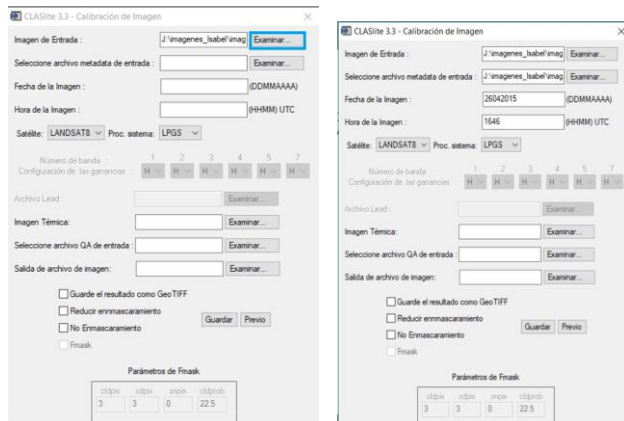 CLASlite 3.3 - Calibración de Imagen
Imagen de Entrada : J:\imagenes_Isabel\imag Examinar...
Seleccione archivo metadata de entrada : Examinar...
Fecha de la Imagen : (DDMMAAAA)
Hora de la Imagen : (HHMM) UTC
Satélite: LANDSAT8 Proc. sistema: LPGS
Número de banda : 1 2 3 4 5 7
Configuración de las ganancias : H H H H H H
Archivo Lead : Examinar...
Imagen Térmica: Examinar...
Seleccione archivo QA de entrada : Examinar...
Salida de archivo de imagen: Examinar...
Guarde el resultado como GeoTIFF
Reducir ennmascaramiento
No Enmascaramiento
Guardar Previo
Fmask
Parámetros de Fmask
cldpix sdpix snpix cldprob
3 3 0 22.5
CLASlite 3.3 - Calibración de Imagen
Imagen de Entrada : J:\imagenes_Isabel\imag Examinar...
Seleccione archivo metadata de entrada : J:\imagenes_Isabel\imag Examinar...
Fecha de la Imagen : 26042015 (DDMMAAAA)
Hora de la Imagen : 1646 (HHMM) UTC
Satélite: LANDSAT8 Proc. sistema: LPGS
Número de banda : 1 2 3 4 5 7
Configuración de las ganancias : H H H H H H
Archivo Lead : Examinar...
Imagen Térmica: Examinar...
Seleccione archivo QA de entrada : Examinar...
Salida de archivo de imagen: Examinar...
Guarde el resultado como GeoTIFF
Reducir ennmascaramiento
No Enmascaramiento
Guardar Previo
Fmask
Parámetros de Fmask
cldpix sdpix snpix cldprob
3 3 0 22.5